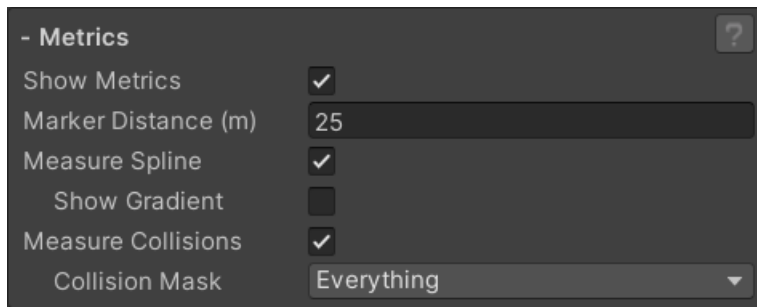 - Metrics ?
Show Metrics
Marker Distance (m) 25
Measure Spline
Show Gradient
Measure Collisions
Collision Mask Everything